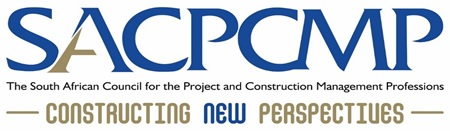 SACPCMP
The South African Council for the Project and Construction Management Professions
CONSTRUCTING NEW PERSPECTIVES